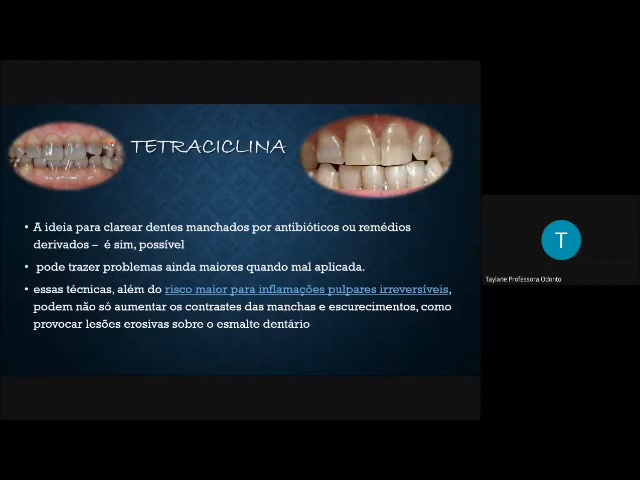 TETRACICLINA
• A ideia para clarear dentes manchados por antibióticos ou remédios
derivados – é sim, possível
• pode trazer problemas ainda maiores quando mal aplicada.
• essas técnicas, além do risco maior para inflamações pulpares irreversíveis,
podem não só aumentar os contrastes das manchas e escurecimentos, como
provocar lesões erosivas sobre o esmalte dentário
T
Taylane Professora Odonto